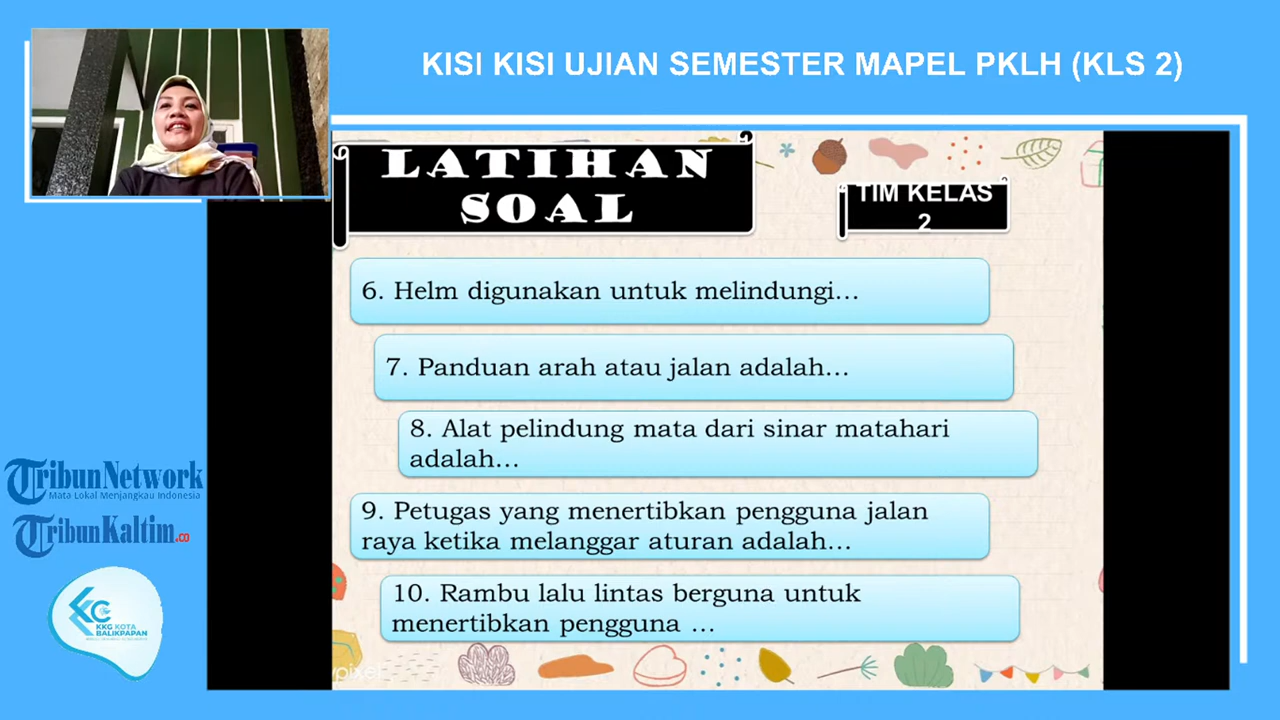 KISI KISI UJIAN SEMESTER MAPEL PKLH (KLS 2)
LATIHAN
SOAL
TIM KELAS
2
6. Helm digunakan untuk melindungi...
7. Panduan arah atau jalan adalah...
8. Alat pelindung mata dari sinar matahari
adalah...
9. Petugas yang menertibkan pengguna jalan
raya ketika melanggar aturan adalah...
10. Rambu lalu lintas berguna untuk
menertibkan pengguna ...
TribunNetwork
Mata Lokal Menjangkau Indonesia
TribunKaltim.co
KKG KOTA
BALIKPAPAN